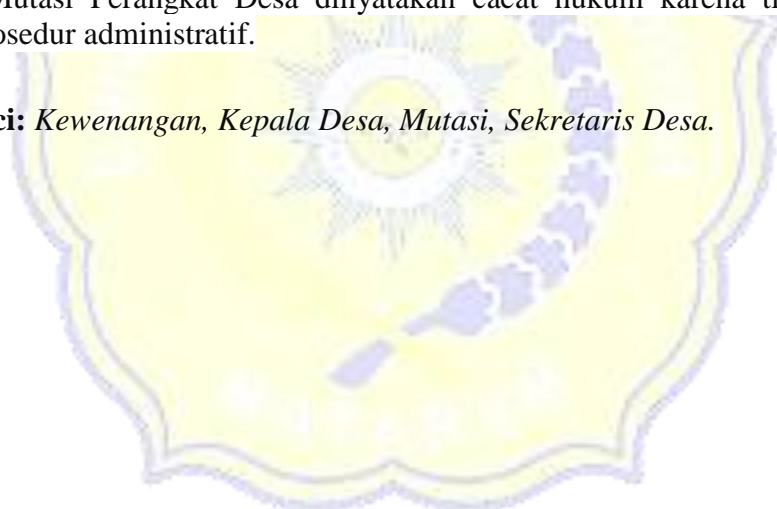 Mutasi Perangkat Desa dinyatakan cacat hukum karena
osedur administratif.
ci: Kewenangan, Kepala Desa, Mutasi, Sekretaris Desa.